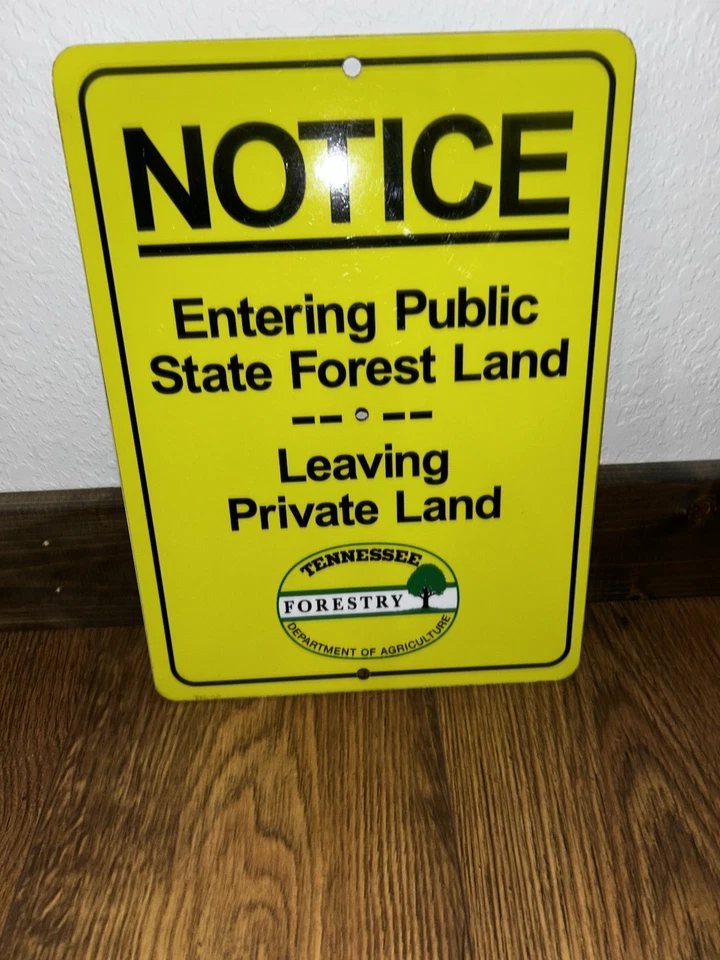 NOTICE
Entering Public
State Forest Land
-- --
Leaving
Private Land
TENNESSEE
FORESTRY
DEPARTMENT OF AGRICULTURE